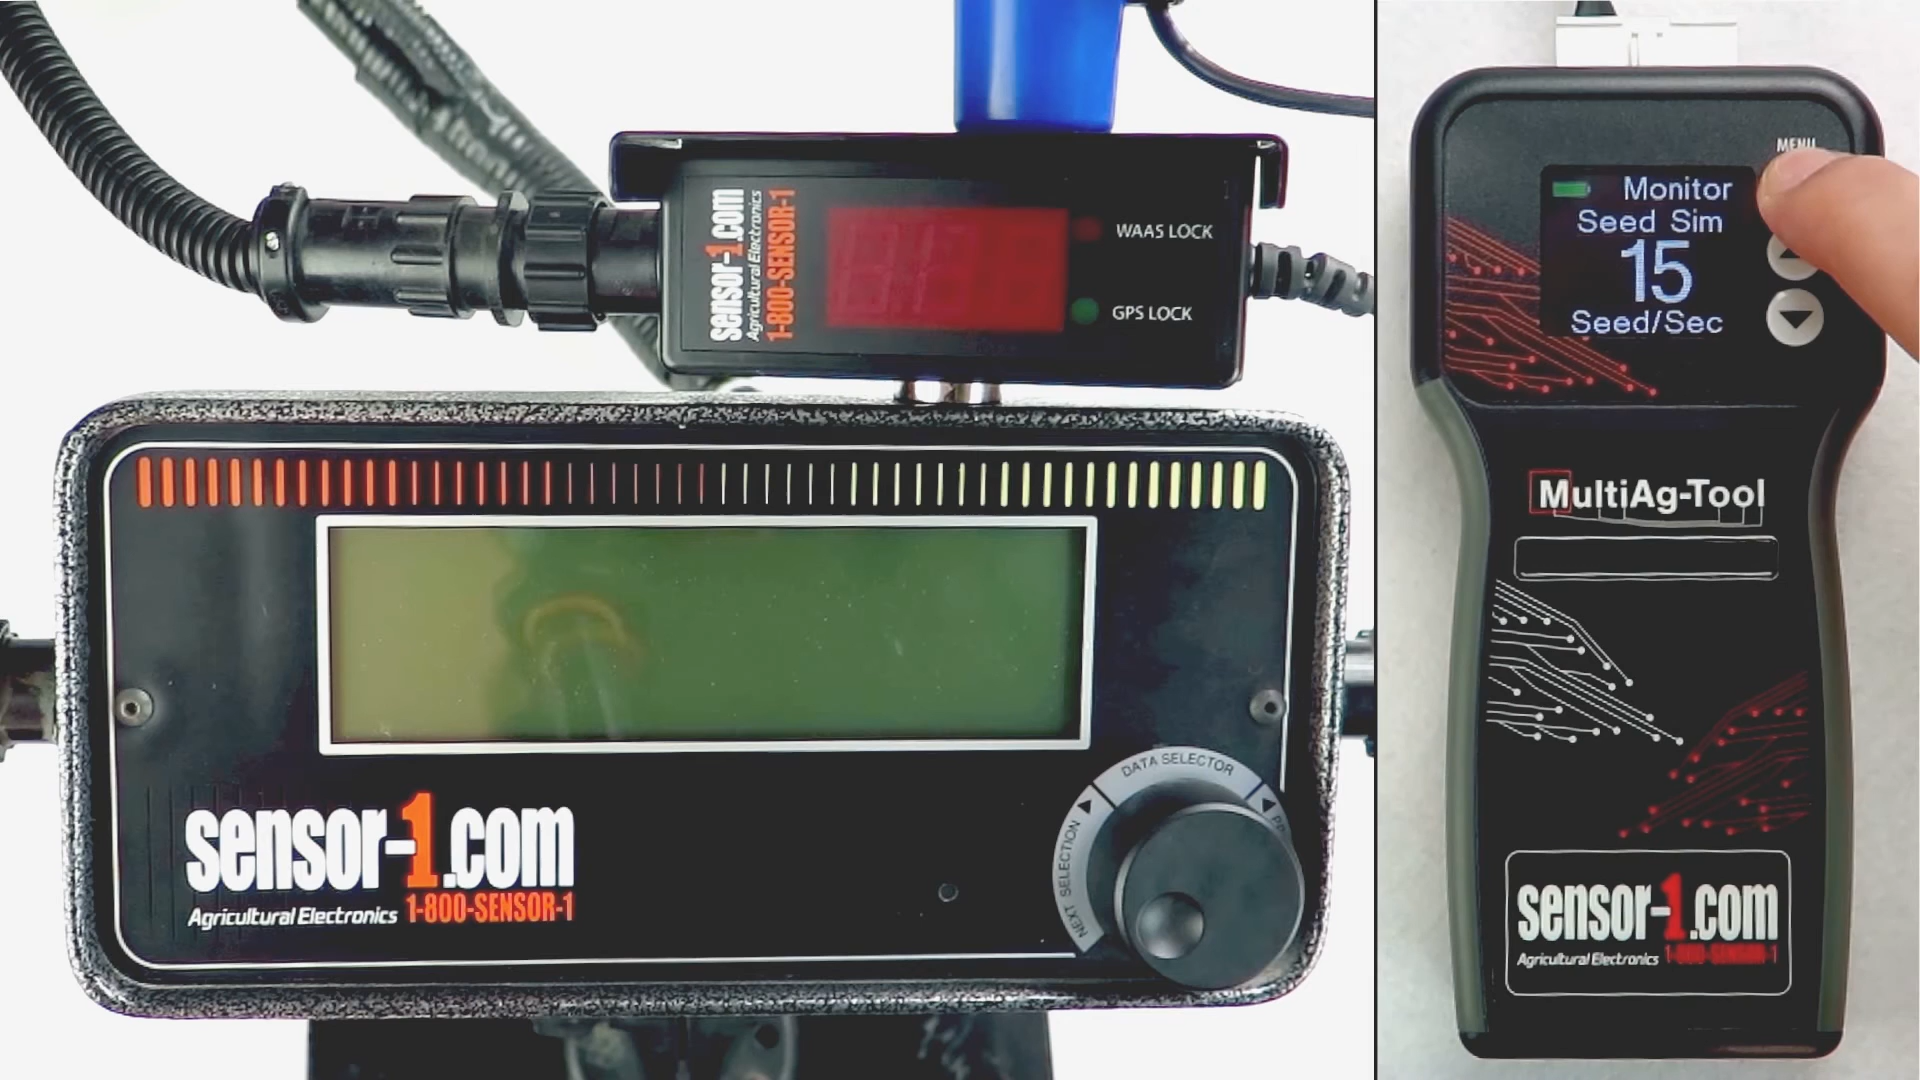 sensor-1.com
Agricultural Electronics
1-800-SENSOR-1
WAAS LOCK
GPS LOCK
DATA SELECTOR
NEXT SELECTION
sensor-1.com
Agricultural Electronics 1-800-SENSOR-1
MENU
Monitor
Seed Sim
15
Seed/Sec
MultiAg-Tool
sensor-1.com
Agricultural Electronics 1-800-SENSOR-1